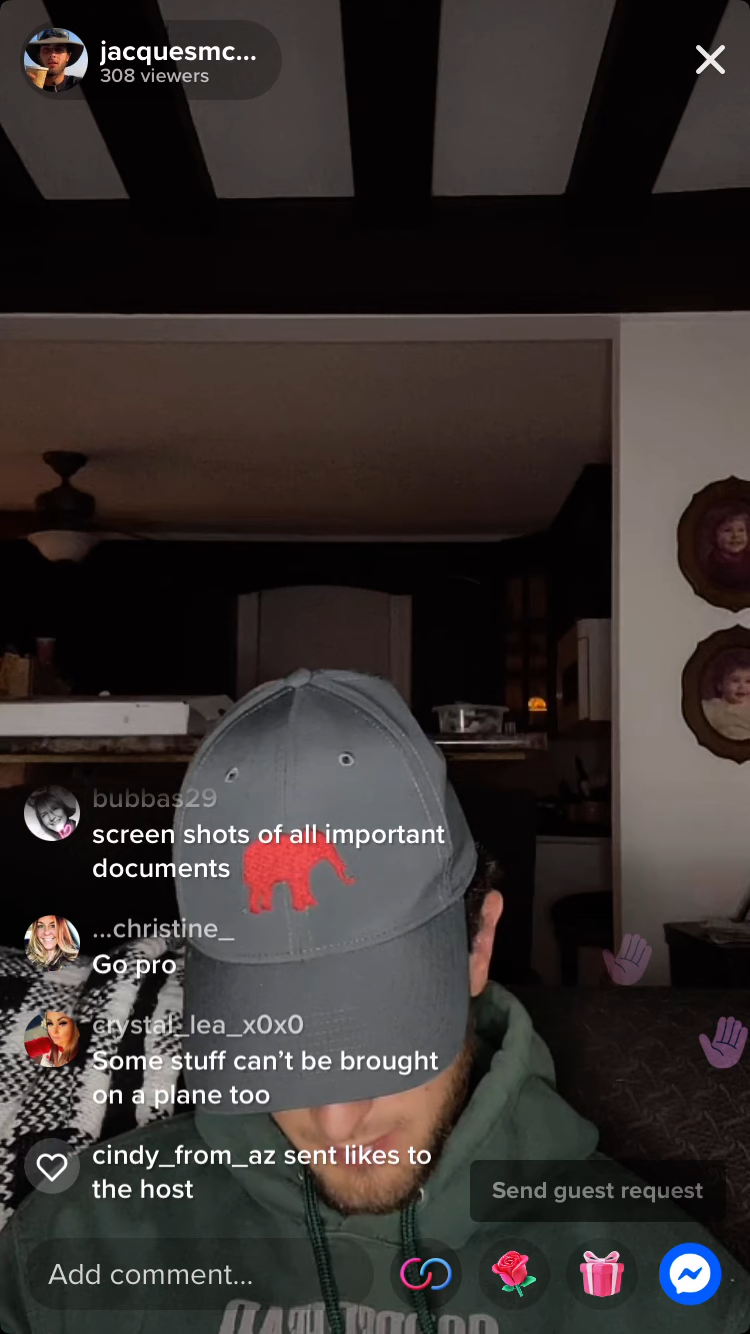 jacquesmc...
308 viewers
bubbas29
screen shots of all important
documents
...christine_
Go pro
crystal_lea_x0x0
Some stuff can't be brought
on a plane too
cindy_from_az sent likes to
the host
Send guest request
Add comment...